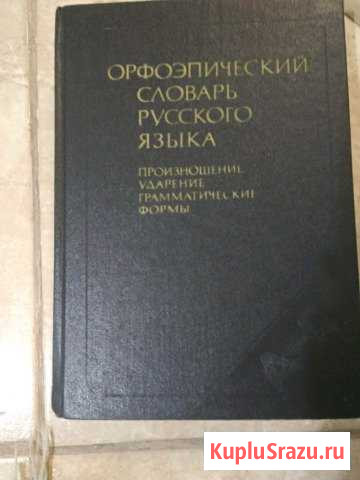 ОРФОЭПИЧЕСКИЙ
СЛОВАРЬ
РУССКОГО
ЯЗЫКА
ПРОИЗНОШЕНИЕ
УДАРЕНИЕ
ГРАММАТИЧЕСКИЕ
ФОРМЫ
KupluSrazu.ru